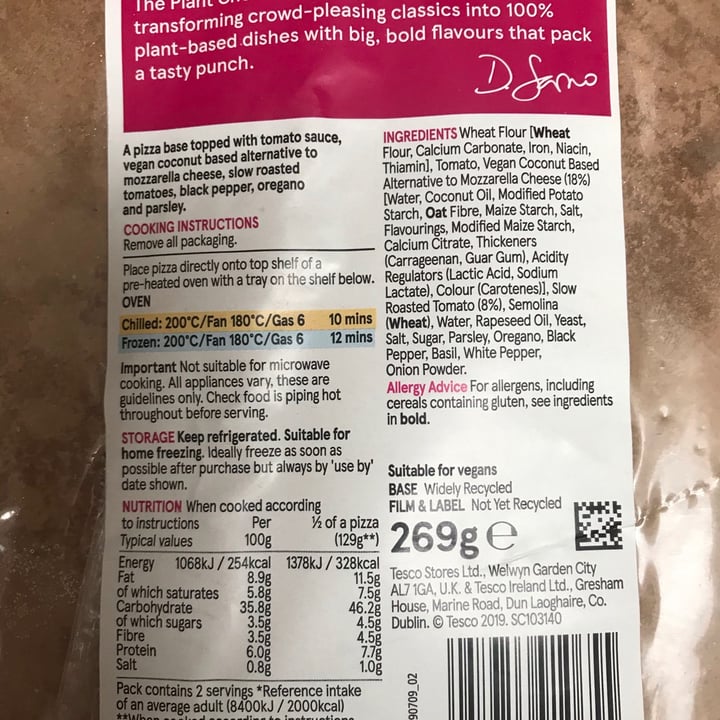 The Plant
transforming crowd-pleasing classics into 100%
plant-based dishes with big, bold flavours that pack
a tasty punch.
D. Sarno
A pizza base topped with tomato sauce,
vegan coconut based alternative to
mozzarella cheese, slow roasted
tomatoes, black pepper, oregano
and parsley.
COOKING INSTRUCTIONS
Remove all packaging.
Place pizza directly onto top shelf of a
pre-heated oven with a tray on the shelf below.
OVEN
Chilled: 200°C/Fan 180°C/Gas 6 10 mins
Frozen: 200°C/Fan 180°C/Gas 6 12 mins
Important Not suitable for microwave
cooking. All appliances vary, these are
guidelines only. Check food is piping hot
throughout before serving.
STORAGE Keep refrigerated. Suitable for
home freezing. Ideally freeze as soon as
possible after purchase but always by 'use by'
date shown.
NUTRITION When cooked according
to instructions Per ½ of a pizza
Typical values 100g (129g**)
Energy 1068kJ / 254kcal 1378kJ / 328kcal
Fat 8.9g 11.5g
of which saturates 5.8g 7.5g
Carbohydrate 35.8g 46.2g
of which sugars 3.5g 4.5g
Fibre 3.5g 4.5g
Protein 6.0g 7.7g
Salt 0.8g 1.0g
Pack contains 2 servings *Reference intake
of an average adult (8400kJ / 2000kcal)
**When cooked according to instructions
INGREDIENTS Wheat Flour [Wheat
Flour, Calcium Carbonate, Iron, Niacin,
Thiamin], Tomato, Vegan Coconut Based
Alternative to Mozzarella Cheese (18%)
[Water, Coconut Oil, Modified Potato
Starch, Oat Fibre, Maize Starch, Salt,
Flavourings, Modified Maize Starch,
Calcium Citrate, Thickeners
(Carrageenan, Guar Gum), Acidity
Regulators (Lactic Acid, Sodium
Lactate), Colour (Carotenes)], Slow
Roasted Tomato (8%), Semolina
(Wheat), Water, Rapeseed Oil, Yeast,
Salt, Sugar, Parsley, Oregano, Black
Pepper, Basil, White Pepper,
Onion Powder.
Allergy Advice For allergens, including
cereals containing gluten, see ingredients
in bold.
Suitable for vegans
BASE Widely Recycled
FILM & LABEL Not Yet Recycled
269g e
Tesco Stores Ltd., Welwyn Garden City
AL7 1GA, U.K. & Tesco Ireland Ltd., Gresham
House, Marine Road, Dun Laoghaire, Co.
Dublin. © Tesco 2019. SC103140
90709_02